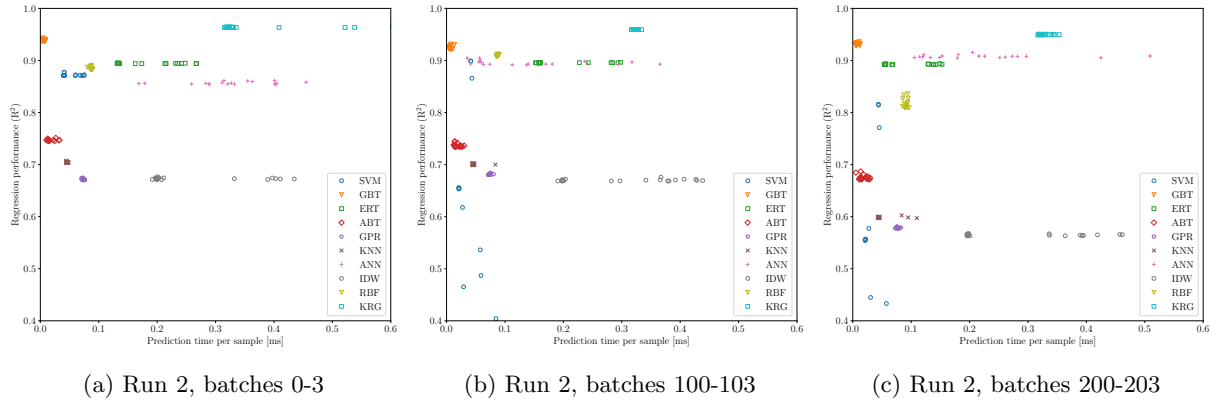 1.0
0.9
0.8
0.7
0.6
0.5
0.4
Regression performance (R²)
0.0 0.1 0.2 0.3 0.4 0.5 0.6
Prediction time per sample [ms]
SVM
GBT
ERT
ABT
GPR
KNN
ANN
IDW
RBF
KRG
(a) Run 2, batches 0-3
1.0
0.9
0.8
0.7
0.6
0.5
0.4
Regression performance (R²)
0.0 0.1 0.2 0.3 0.4 0.5 0.6
Prediction time per sample [ms]
SVM
GBT
ERT
ABT
GPR
KNN
ANN
IDW
RBF
KRG
(b) Run 2, batches 100-103
1.0
0.9
0.8
0.7
0.6
0.5
0.4
Regression performance (R²)
0.0 0.1 0.2 0.3 0.4 0.5 0.6
Prediction time per sample [ms]
SVM
GBT
ERT
ABT
GPR
KNN
ANN
IDW
RBF
KRG
(c) Run 2, batches 200-203